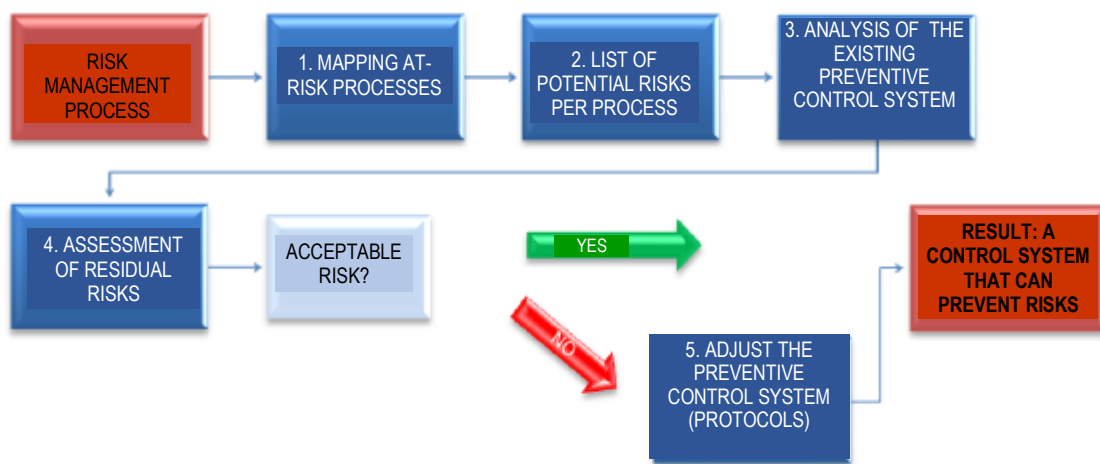 RISK
MANAGEMENT
PROCESS
1. MAPPING AT-
RISK PROCESSES
2. LIST OF
POTENTIAL RISKS
PER PROCESS
3. ANALYSIS OF THE
EXISTING
PREVENTIVE
CONTROL SYSTEM
4. ASSESSMENT
OF RESIDUAL
RISKS
ACCEPTABLE
RISK?
YES
NO
5. ADJUST THE
PREVENTIVE
CONTROL SYSTEM
(PROTOCOLS)
RESULT: A
CONTROL SYSTEM
THAT CAN
PREVENT RISKS